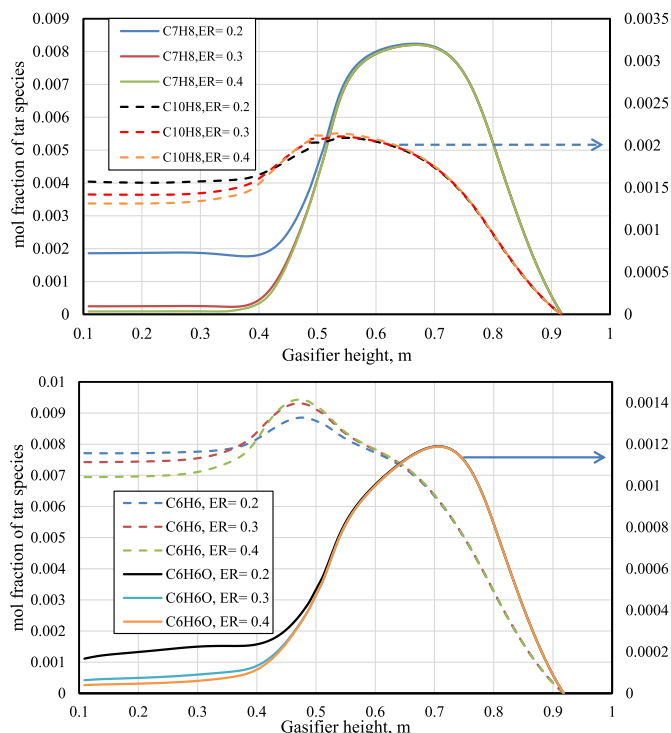 0.009
0.008
0.007
0.006
0.005
0.004
0.003
0.002
0.001
0
mol fraction of tar species
C7H8,ER= 0.2
C7H8,ER= 0.3
C7H8,ER= 0.4
C10H8,ER= 0.2
C10H8,ER= 0.3
C10H8,ER= 0.4
0.0035
0.003
0.0025
0.002
0.0015
0.001
0.0005
0
0.1 0.2 0.3 0.4 0.5 0.6 0.7 0.8 0.9 1
Gasifier height, m
0.01
0.009
0.008
0.007
0.006
0.005
0.004
0.003
0.002
0.001
0
mol fraction of tar species
C6H6, ER= 0.2
C6H6, ER= 0.3
C6H6, ER= 0.4
C6H6O, ER= 0.2
C6H6O, ER= 0.3
C6H6O, ER= 0.4
0.0014
0.0012
0.001
0.0008
0.0006
0.0004
0.0002
0
0.1 0.2 0.3 0.4 0.5 0.6 0.7 0.8 0.9 1
Gasifier height, m